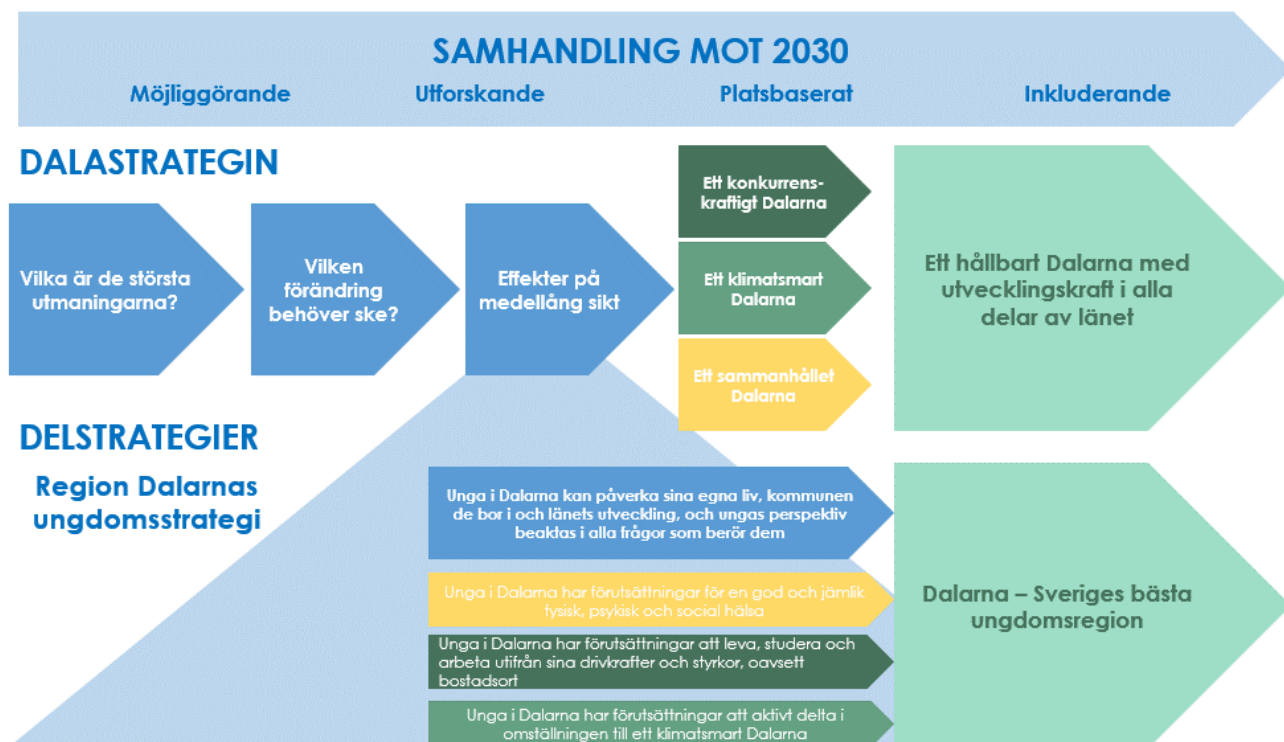 SAMHANDLING MOT 2030
Möjliggörande Utforskande Platsbaserat Inkluderande
DALASTRATEGIN
Vilka är de största
utmaningarna?
Vilken
förändring
behöver ske?
Effekter på
medellång sikt
Ett konkurrens-
kraftigt Dalarna
Ett klimatsmart
Dalarna
Ett sammanhållet
Dalarna
Ett hållbart Dalarna med
utvecklingskraft i alla
delar av länet
DELSTRATEGIER
Region Dalarnas
ungdomsstrategi
Unga i Dalarna kan påverka sina egna liv, kommunen
de bor i och länets utveckling, och ungas perspektiv
beaktas i alla frågor som berör dem
Unga i Dalarna har förutsättningar för en god och jämlik
fysisk, psykisk och social hälsa
Unga i Dalarna har förutsättningar att leva, studera och
arbeta utifrån sina drivkrafter och styrkor, oavsett
bostadsort
Unga i Dalarna har förutsättningar att aktivt delta i
omställningen till ett klimatsmart Dalarna
Dalarna – Sveriges bästa
ungdomsregion